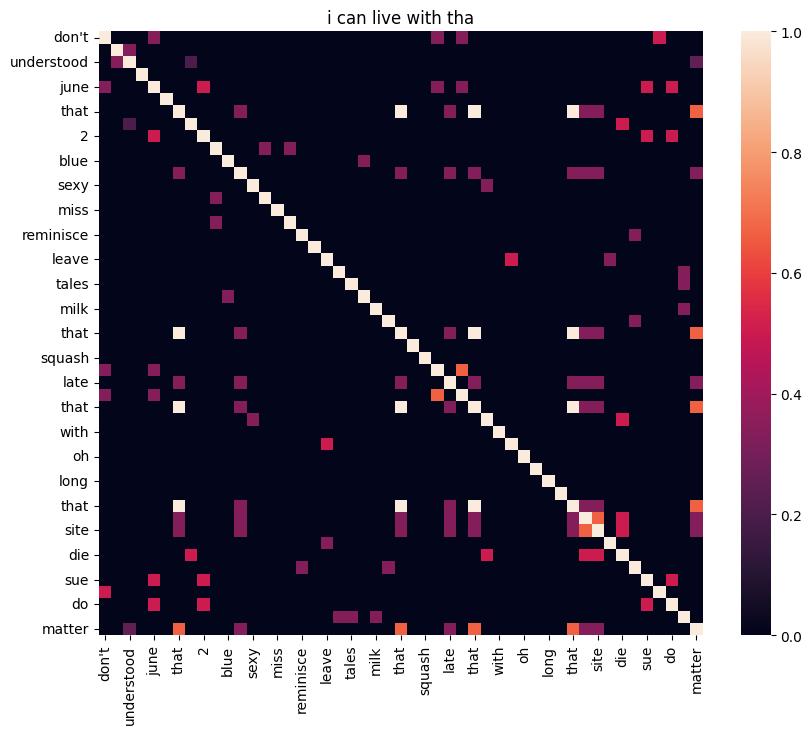 i can live with tha
don't
understood
june
that
2
blue
sexy
miss
reminisce
leave
tales
milk
that
squash
late
that
with
oh
long
that
site
die
sue
do
matter
1.0
0.8
0.6
0.4
0.2
0.0
don't
understood
june
that
2
blue
sexy
miss
reminisce
leave
tales
milk
that
squash
late
that
with
oh
long
that
site
die
sue
do
matter